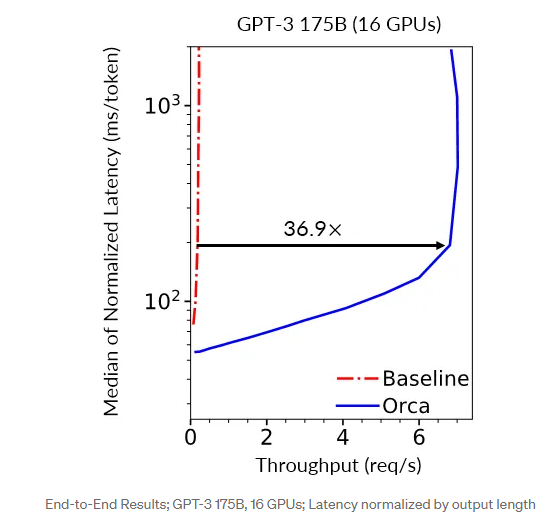 GPT-3 175B (16 GPUs)
Median of Normalized Latency (ms/token)
10³
10²
36.9×
Baseline
Orca
0 2 4 6
Throughput (req/s)
End-to-End Results; GPT-3 175B, 16 GPUs; Latency normalized by output length